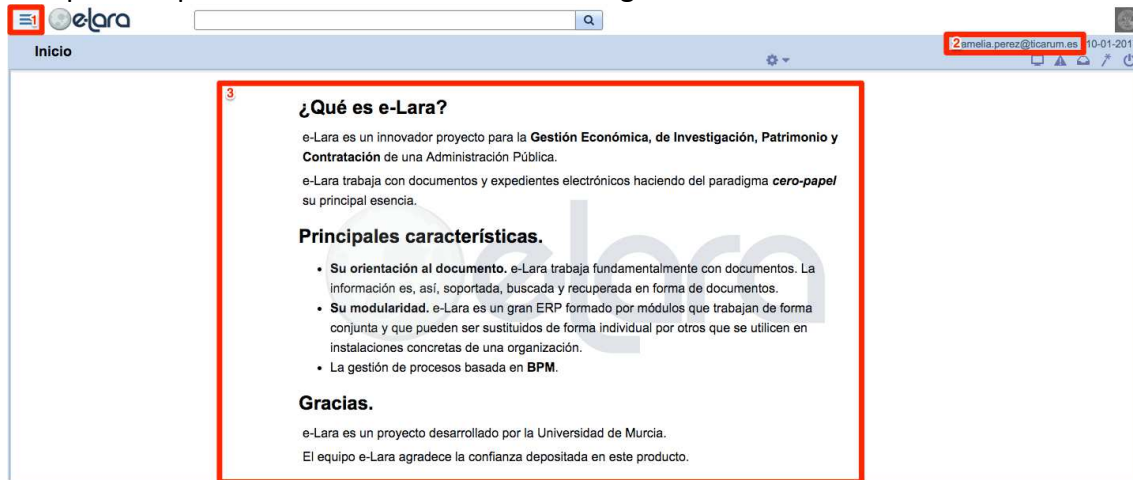 1
elara
Inicio
2 amelia.perez@ticarum.es 10-01-201
3
¿Qué es e-Lara?
e-Lara es un innovador proyecto para la Gestión Económica, de Investigación, Patrimonio y
Contratación de una Administración Pública.
e-Lara trabaja con documentos y expedientes electrónicos haciendo del paradigma cero-papel
su principal esencia.
Principales características.
• Su orientación al documento. e-Lara trabaja fundamentalmente con documentos. La
información es, así, soportada, buscada y recuperada en forma de documentos.
• Su modularidad. e-Lara es un gran ERP formado por módulos que trabajan de forma
conjunta y que pueden ser sustituidos de forma individual por otros que se utilicen en
instalaciones concretas de una organización.
• La gestión de procesos basada en BPM.
Gracias.
e-Lara es un proyecto desarrollado por la Universidad de Murcia.
El equipo e-Lara agradece la confianza depositada en este producto.
elara